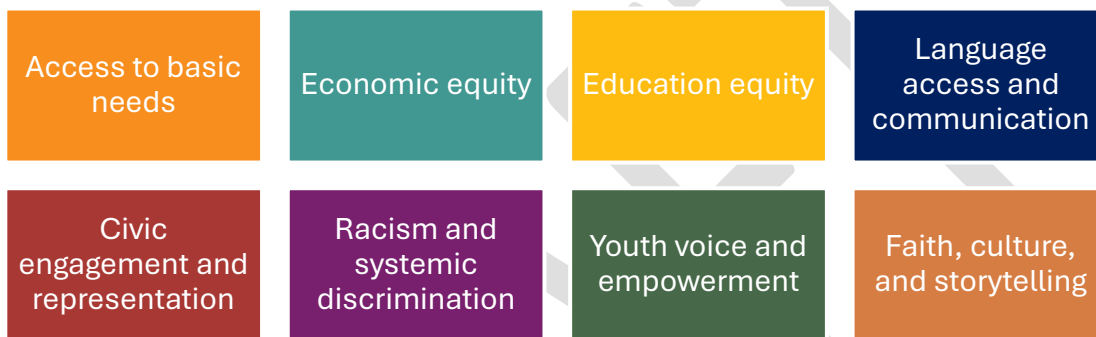 Access to basic
needs
Economic equity
Education equity
Language
access and
communication
Civic
engagement and
representation
Racism and
systemic
discrimination
Youth voice and
empowerment
Faith, culture,
and storytelling